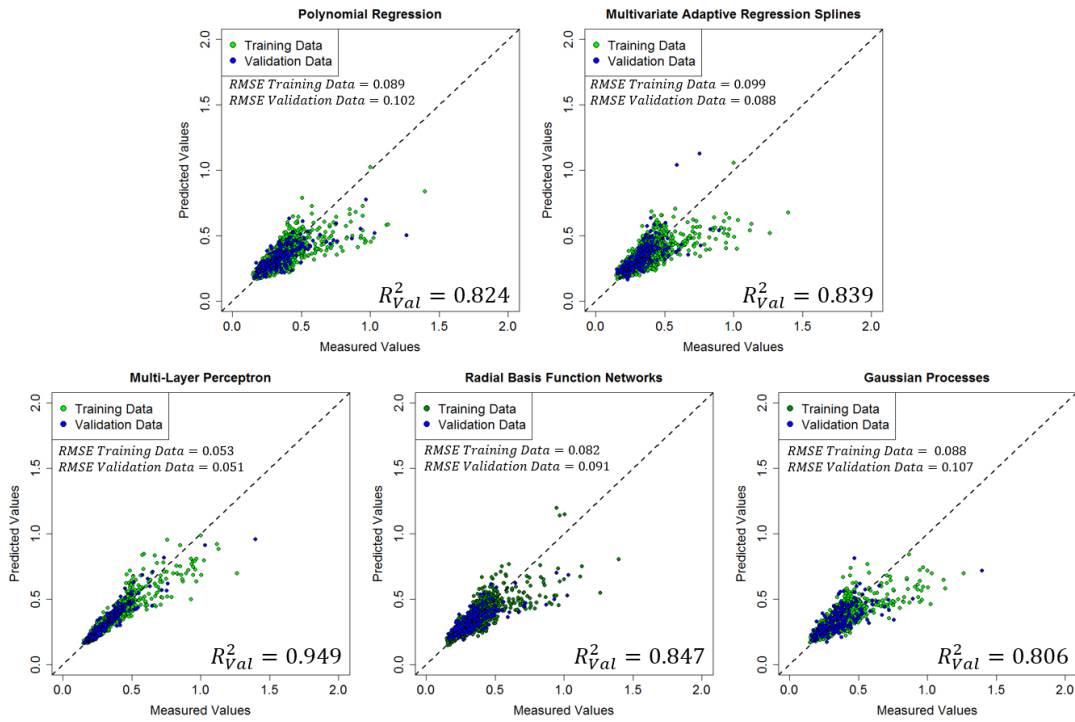 Polynomial Regression
Training Data
Validation Data
RMSE Training Data = 0.089
RMSE Validation Data = 0.102
R²Val = 0.824
Predicted Values
0.0 0.5 1.0 1.5 2.0
0.0 0.5 1.0 1.5 2.0
Measured Values
Multivariate Adaptive Regression Splines
Training Data
Validation Data
RMSE Training Data = 0.099
RMSE Validation Data = 0.088
R²Val = 0.839
Predicted Values
0.0 0.5 1.0 1.5 2.0
0.0 0.5 1.0 1.5 2.0
Measured Values
Multi-Layer Perceptron
Training Data
Validation Data
RMSE Training Data = 0.053
RMSE Validation Data = 0.051
R²Val = 0.949
Predicted Values
0.0 0.5 1.0 1.5 2.0
0.0 0.5 1.0 1.5 2.0
Measured Values
Radial Basis Function Networks
Training Data
Validation Data
RMSE Training Data = 0.082
RMSE Validation Data = 0.091
R²Val = 0.847
Predicted Values
0.0 0.5 1.0 1.5 2.0
0.0 0.5 1.0 1.5 2.0
Measured Values
Gaussian Processes
Training Data
Validation Data
RMSE Training Data = 0.088
RMSE Validation Data = 0.107
R²Val = 0.806
Predicted Values
0.0 0.5 1.0 1.5 2.0
0.0 0.5 1.0 1.5 2.0
Measured Values